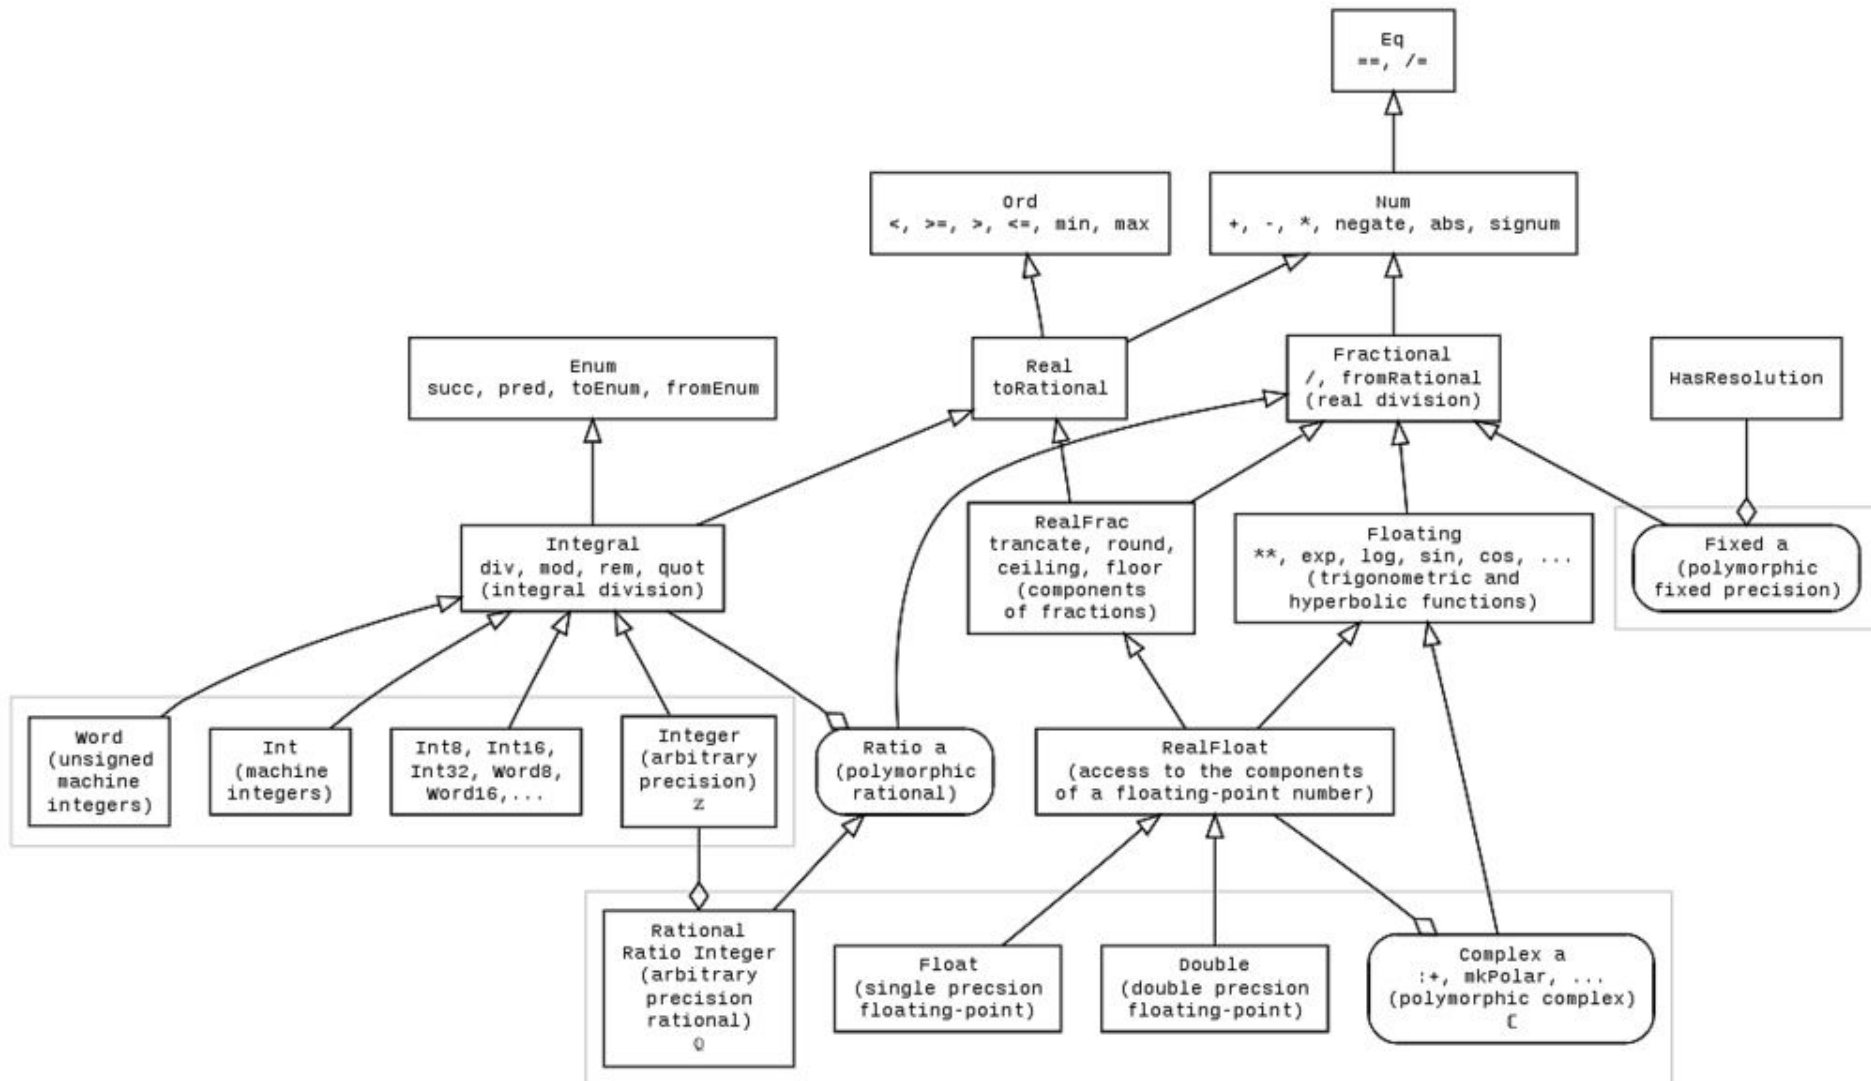 Eq
==, /=
Ord
<, >=, >, <=, min, max
Num
+, -, *, negate, abs, signum
Enum
succ, pred, toEnum, fromEnum
Real
toRational
Fractional
/, fromRational
(real division)
HasResolution
Integral
div, mod, rem, quot
(integral division)
RealFrac
trancate, round,
ceiling, floor
(components
of fractions)
Floating
**, exp, log, sin, cos, ...
(trigonometric and
hyperbolic functions)
Fixed a
(polymorphic
fixed precision)
Word
(unsigned
machine
integers)
Int
(machine
integers)
Int8, Int16,
Int32, Word8,
Word16,...
Integer
(arbitrary
precision)
ℤ
Ratio a
(polymorphic
rational)
RealFloat
(access to the components
of a floating-point number)
Rational
Ratio Integer
(arbitrary
precision
rational)
ℚ
Float
(single precsion
floating-point)
Double
(double precsion
floating-point)
Complex a
:+, mkPolar, ...
(polymorphic complex)
ℂ